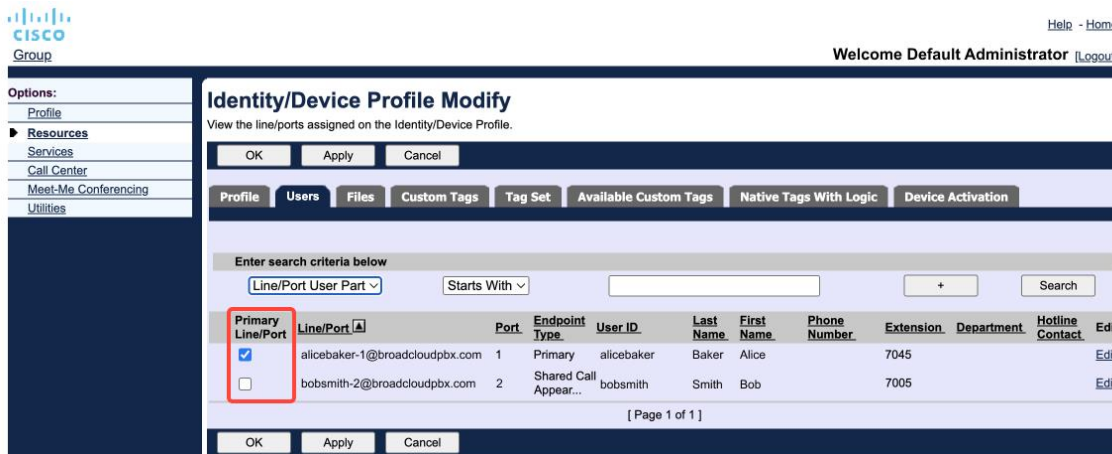 CISCO
Help - Home
Group
Welcome Default Administrator [Logout
Options:
Profile
Resources
Services
Call Center
Meet-Me Conferencing
Utilities
Identity/Device Profile Modify
View the line/ports assigned on the Identity/Device Profile.
OK Apply Cancel
Profile Users Files Custom Tags Tag Set Available Custom Tags Native Tags With Logic Device Activation
Enter search criteria below
Line/Port User Part Starts With + Search
Primary Line/Port Line/Port Port Endpoint Type User ID Last Name First Name Phone Number Extension Department Hotline Contact Edi
alicebaker-1@broadcloudpbx.com 1 Primary alicebaker Baker Alice 7045 Edi
bobsmith-2@broadcloudpbx.com 2 Shared Call Appear... bobsmith Smith Bob 7005 Edi
[ Page 1 of 1 ]
OK Apply Cancel